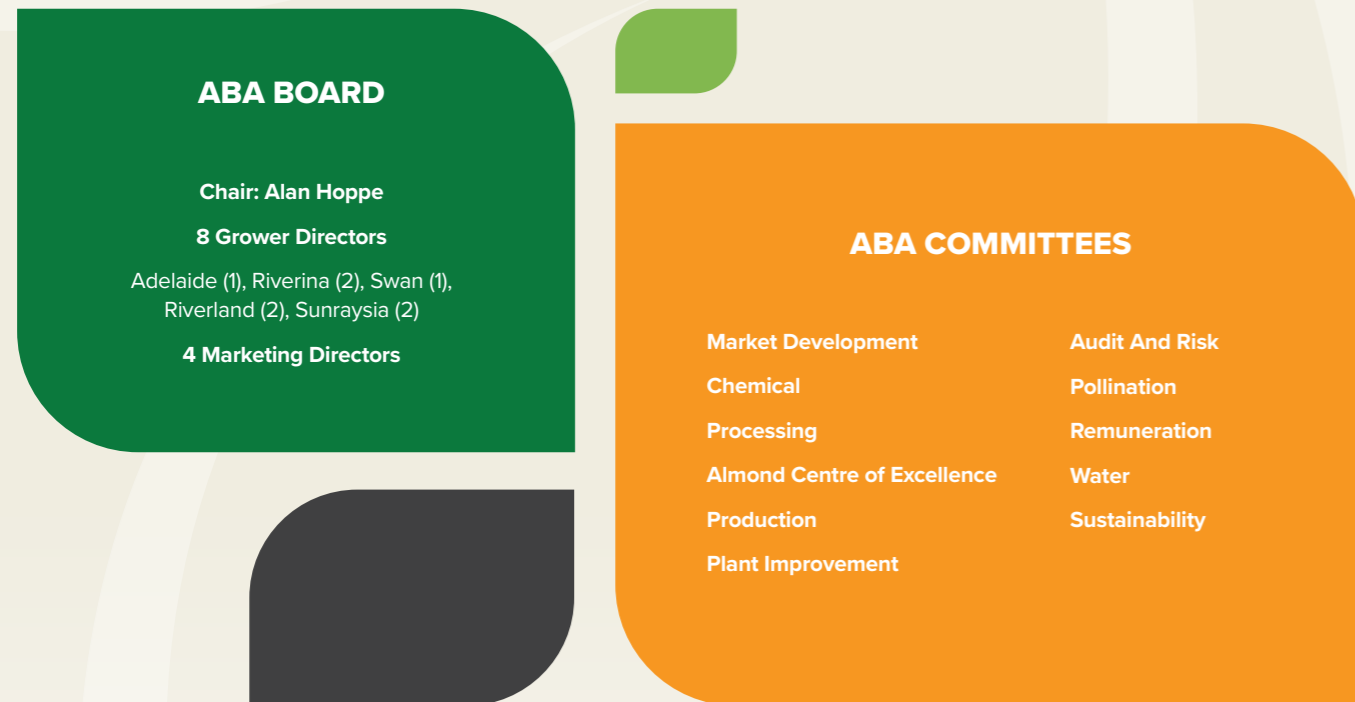 ABA BOARD
Chair: Alan Hoppe
8 Grower Directors
Adelaide (1), Riverina (2), Swan (1),
Riverland (2), Sunraysia (2)
4 Marketing Directors
ABA COMMITTEES
Market Development
Chemical
Processing
Almond Centre of Excellence
Production
Plant Improvement
Audit And Risk
Pollination
Remuneration
Water
Sustainability